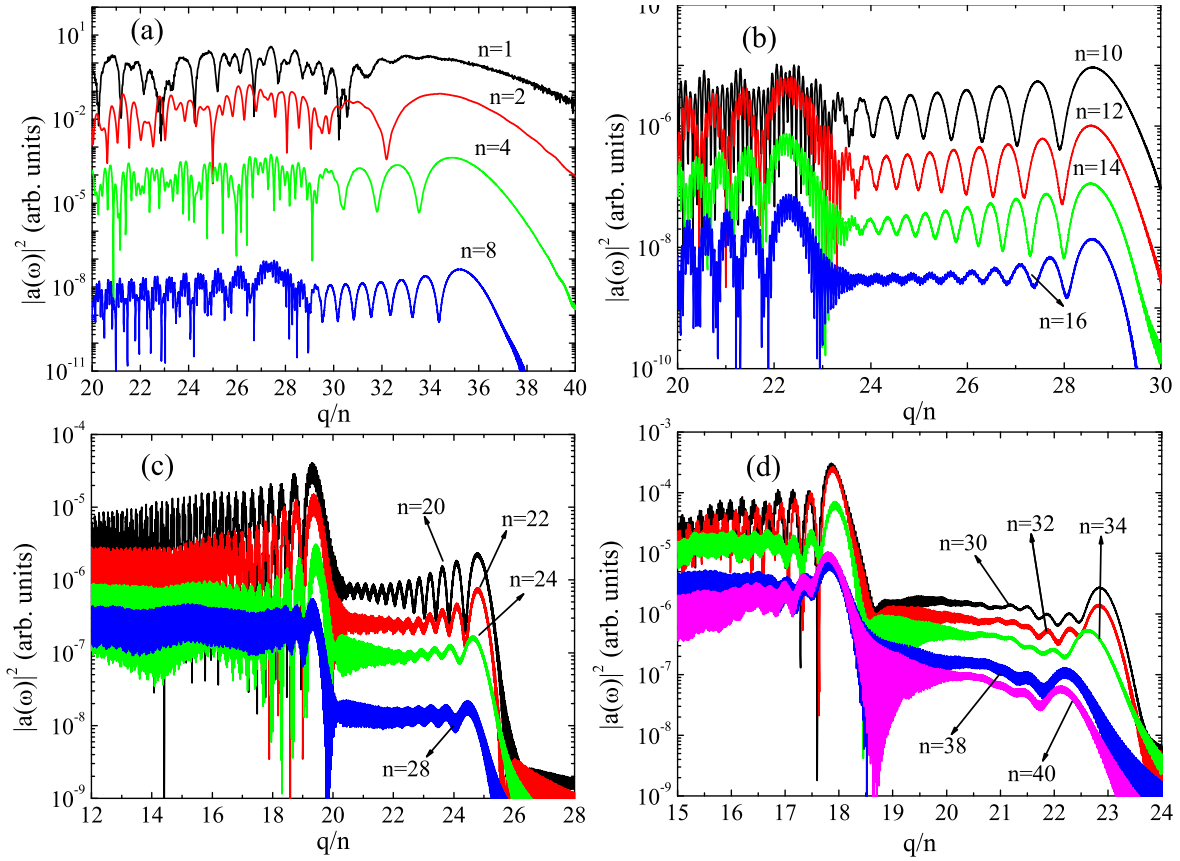 (a)
n=1
n=2
n=4
n=8
10^1
10^-2
10^-5
10^-8
10^-11
|a(ω)|^2 (arb. units)
20 22 24 26 28 30 32 34 36 38 40
q/n
(b)
n=10
n=12
n=14
n=16
10^-6
10^-8
10^-10
|a(ω)|^2 (arb. units)
20 22 24 26 28 30
q/n
(c)
n=20
n=22
n=24
n=28
10^-4
10^-5
10^-6
10^-7
10^-8
10^-9
|a(ω)|^2 (arb. units)
12 14 16 18 20 22 24 26 28
q/n
(d)
n=30
n=32
n=34
n=38
n=40
10^-3
10^-4
10^-5
10^-6
10^-7
10^-8
10^-9
|a(ω)|^2 (arb. units)
15 16 17 18 19 20 21 22 23 24
q/n